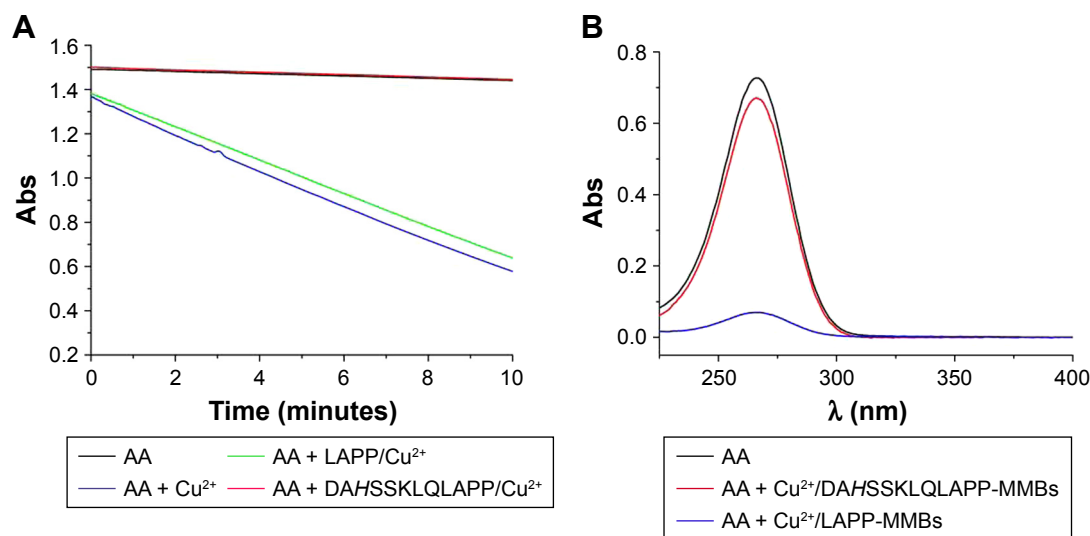 A
Abs
1.6
1.4
1.2
1.0
0.8
0.6
0.4
0.2
0 2 4 6 8 10
Time (minutes)
AA AA + LAPP/Cu²⁺
AA + Cu²⁺ AA + DAHSSKLQLAPP/Cu²⁺
B
Abs
0.8
0.6
0.4
0.2
0.0
250 300 350 400
λ (nm)
AA
AA + Cu²⁺/DAHSSKLQLAPP-MMBs
AA + Cu²⁺/LAPP-MMBs